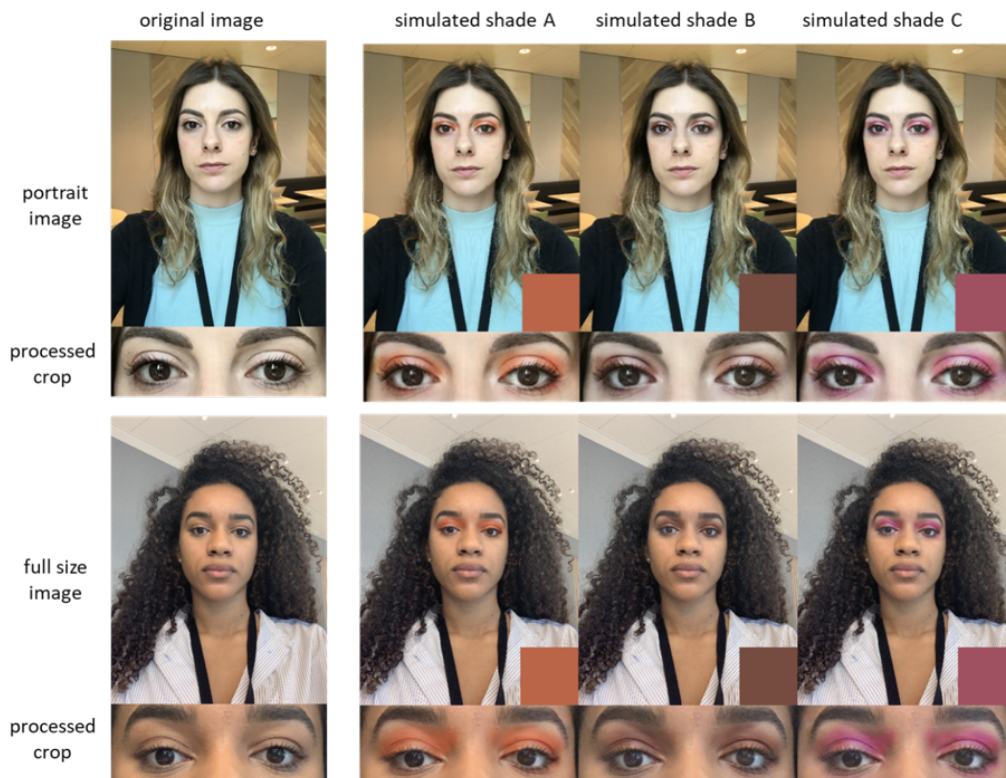 original image
simulated shade A
simulated shade B
simulated shade C
portrait
image
processed
crop
full size
image
processed
crop